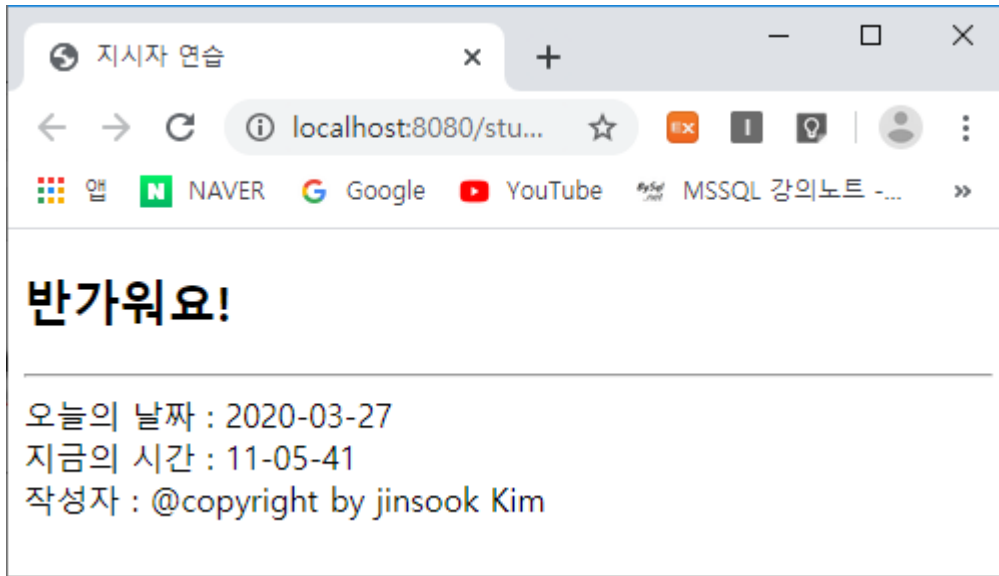 지시자 연습
localhost:8080/stu...
앱 NAVER Google YouTube MSSQL 강의노트 -...
반가워요!
오늘의 날짜 : 2020-03-27
지금의 시간 : 11-05-41
작성자 : @copyright by jinsook Kim